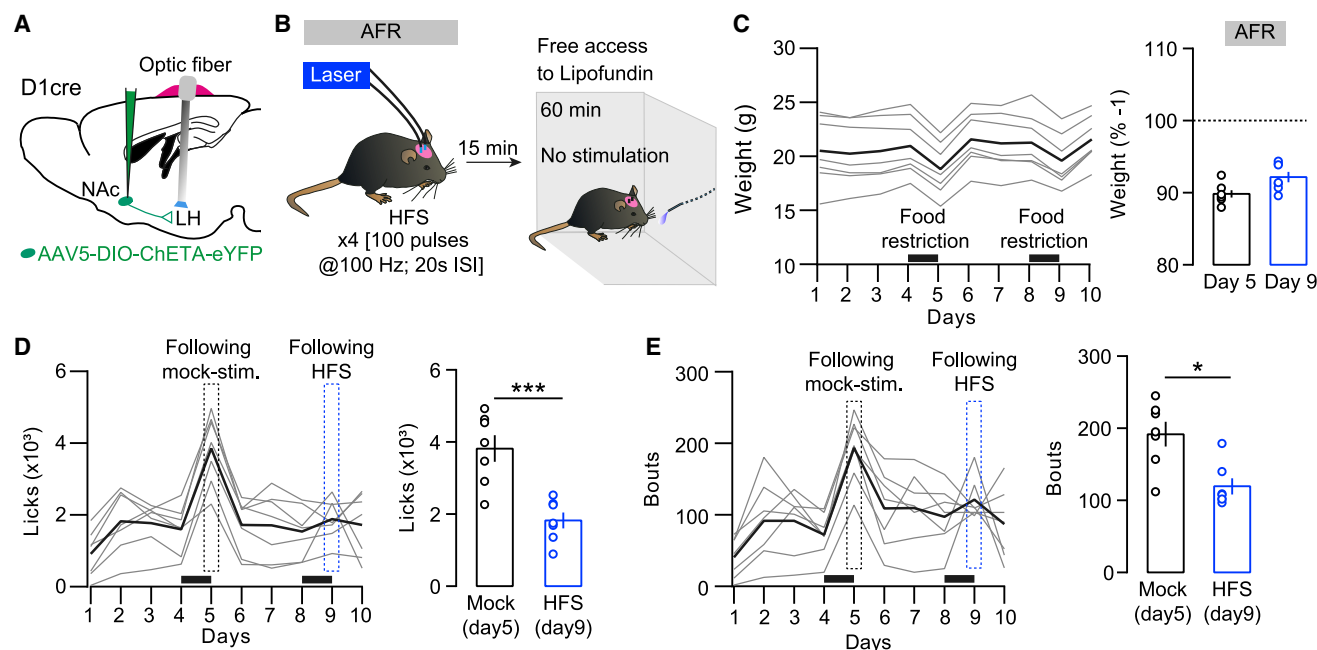 A
D1cre
Optic fiber
NAc
LH
AAV5-DIO-ChETA-eYFP
B
AFR
Laser
15 min
HFS
x4 [100 pulses
@100 Hz; 20s ISI]
Free access
to Lipofundin
60 min
No stimulation
C
Weight (g)
30
25
20
15
10
Food
restriction
Food
restriction
1 2 3 4 5 6 7 8 9 10
Days
AFR
Weight (% -1)
110
100
90
80
Day 5 Day 9
D
Following
mock-stim.
Following
HFS
Licks (x10³)
6
4
2
0
1 2 3 4 5 6 7 8 9 10
Days
Licks (x10³)
6
4
2
0
***
Mock
(day5)
HFS
(day9)
E
Following
mock-stim.
Following
HFS
Bouts
300
200
100
0
1 2 3 4 5 6 7 8 9 10
Days
Bouts
300
200
100
0
*
Mock
(day5)
HFS
(day9)